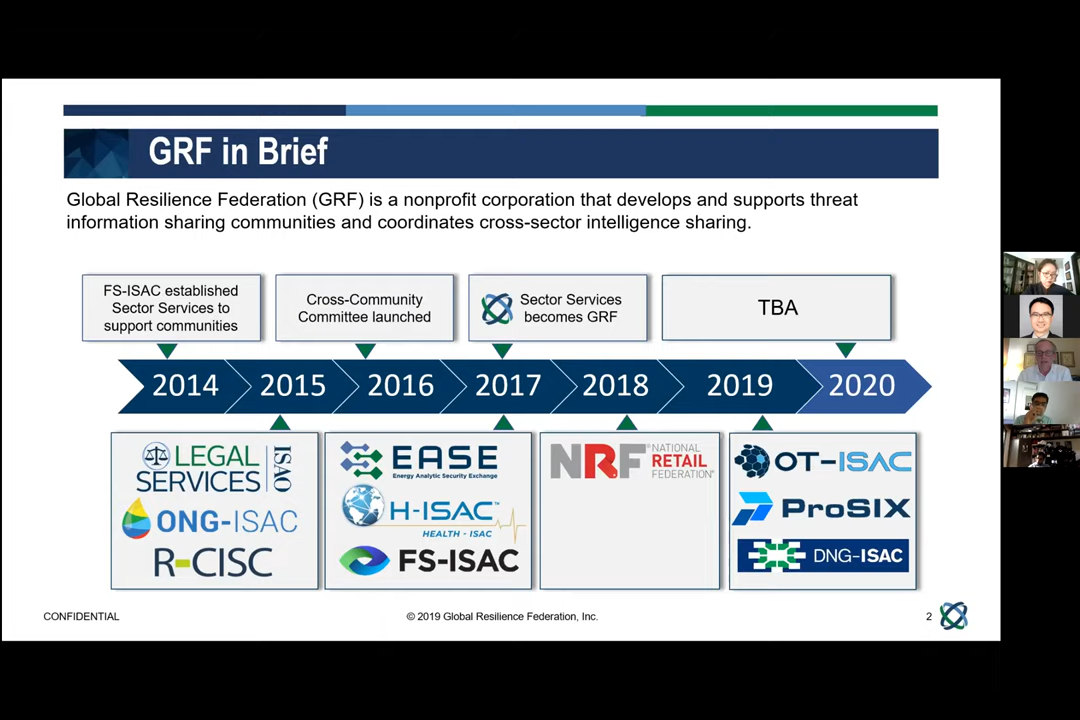 GRF in Brief
Global Resilience Federation (GRF) is a nonprofit corporation that develops and supports threat
information sharing communities and coordinates cross-sector intelligence sharing.
FS-ISAC established
Sector Services to
support communities
Cross-Community
Committee launched
Sector Services
becomes GRF
TBA
2014
2015
2016
2017
2018
2019
2020
LEGAL
SERVICES
ISAO
ONG-ISAC
R-CISC
EASE
Energy Analytic Security Exchange
H-ISAC™
HEALTH - ISAC
FS-ISAC
NRF
NATIONAL
RETAIL
FEDERATION®
OT-ISAC
ProSIX
DNG-ISAC
CONFIDENTIAL
© 2019 Global Resilience Federation, Inc.
2